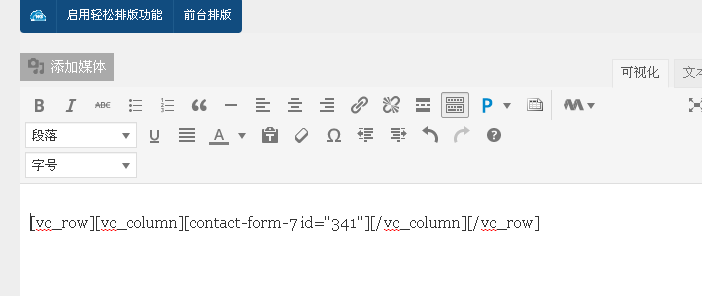 启用轻松排版功能 前台排版
添加媒体
可视化 文本
B I ABC
段落 U A
字号
[vc_row][vc_column][contact-form-7 id="341"][/vc_column][/vc_row]